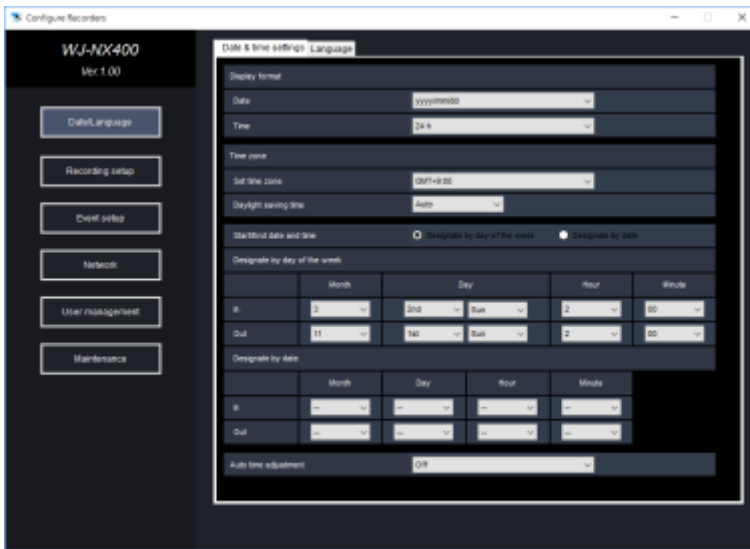 Configure Recorders
WJ-NX400
Ver.1.00
Date/Language
Recording setup
Event setup
Network
User management
Maintenance
Date & time settings Language
Display format
Date yyyy/mm/dd
Time 24 h
Time zone
Set time zone GMT+9:00
Daylight saving time Auto
Start/End date and time Designate by day of the week Designate by date
Designate by day of the week
Month Day Hour Minute
In 3 2nd Sun 2 00
Out 11 1st Sun 2 00
Designate by date
Month Day Hour Minute
In -- -- -- --
Out -- -- -- --
Auto time adjustment Off